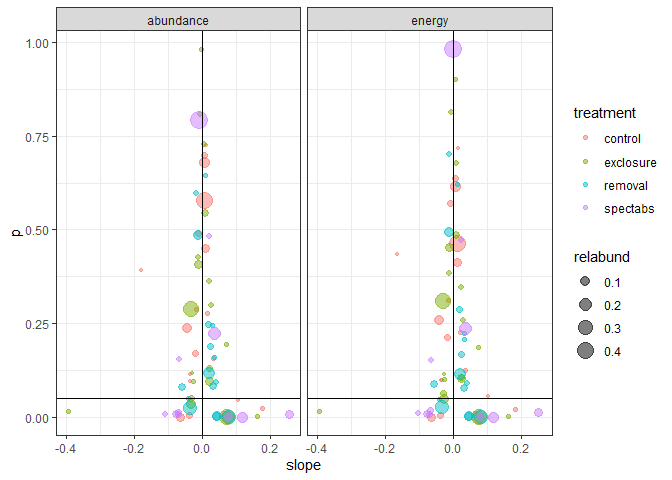 abundance energy
1.00
0.75
0.50
0.25
0.00
p
-0.4 -0.2 0.0 0.2 -0.4 -0.2 0.0 0.2
slope
treatment
control
exclosure
removal
spectabs
relabund
0.1
0.2
0.3
0.4